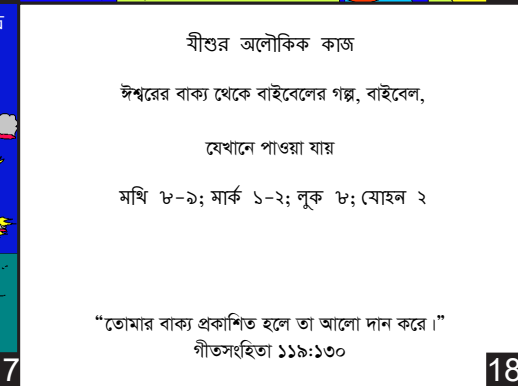 যীশুর অলৌকিক কাজ
ঈশ্বরের বাক্য থেকে বাইবেলের গল্প, বাইবেল,
যেখানে পাওয়া যায়
মথি ৮-৯; মার্ক ১-২; লূক ৮; যোহন ২
“তোমার বাক্য প্রকাশিত হলে তা আলো দান করে।”
গীতসংহিতা ১১৯:১৩০
7
18